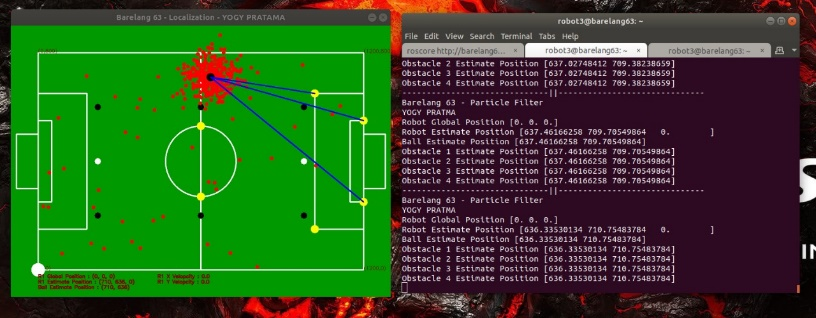 Barelang 63 - Localization - YOGY PRATAMA
R1 Global Position : [0, 0, 0]
R1 Estimate Position : [710, 636, 0]
Ball Estimate Position : [710, 636]
R1 X Velocity : 0.0
R1 Y Velocity : 0.0
robot3@barelang63: ~
File Edit View Search Terminal Tabs Help
roscore http://barelang6... ×
robot3@barelang63: ~ ×
robot3@barelang63: ~ ×
Obstacle 2 Estimate Position [637.02748412 709.38238659]
Obstacle 3 Estimate Position [637.02748412 709.38238659]
Obstacle 4 Estimate Position [637.02748412 709.38238659]
--------------------------------||--------------------------------
Barelang 63 - Particle Filter
YOGY PRATMA
Robot Global Position [0. 0. 0.]
Robot Estimate Position [637.46166258 709.70549864   0.        ]
Ball Estimate Position [637.46166258 709.70549864]
Obstacle 1 Estimate Position [637.46166258 709.70549864]
Obstacle 2 Estimate Position [637.46166258 709.70549864]
Obstacle 3 Estimate Position [637.46166258 709.70549864]
Obstacle 4 Estimate Position [637.46166258 709.70549864]
--------------------------------||--------------------------------
Barelang 63 - Particle Filter
YOGY PRATMA
Robot Global Position [0. 0. 0.]
Robot Estimate Position [636.33530134 710.75483784   0.        ]
Ball Estimate Position [636.33530134 710.75483784]
Obstacle 1 Estimate Position [636.33530134 710.75483784]
Obstacle 2 Estimate Position [636.33530134 710.75483784]
Obstacle 3 Estimate Position [636.33530134 710.75483784]
Obstacle 4 Estimate Position [636.33530134 710.75483784]